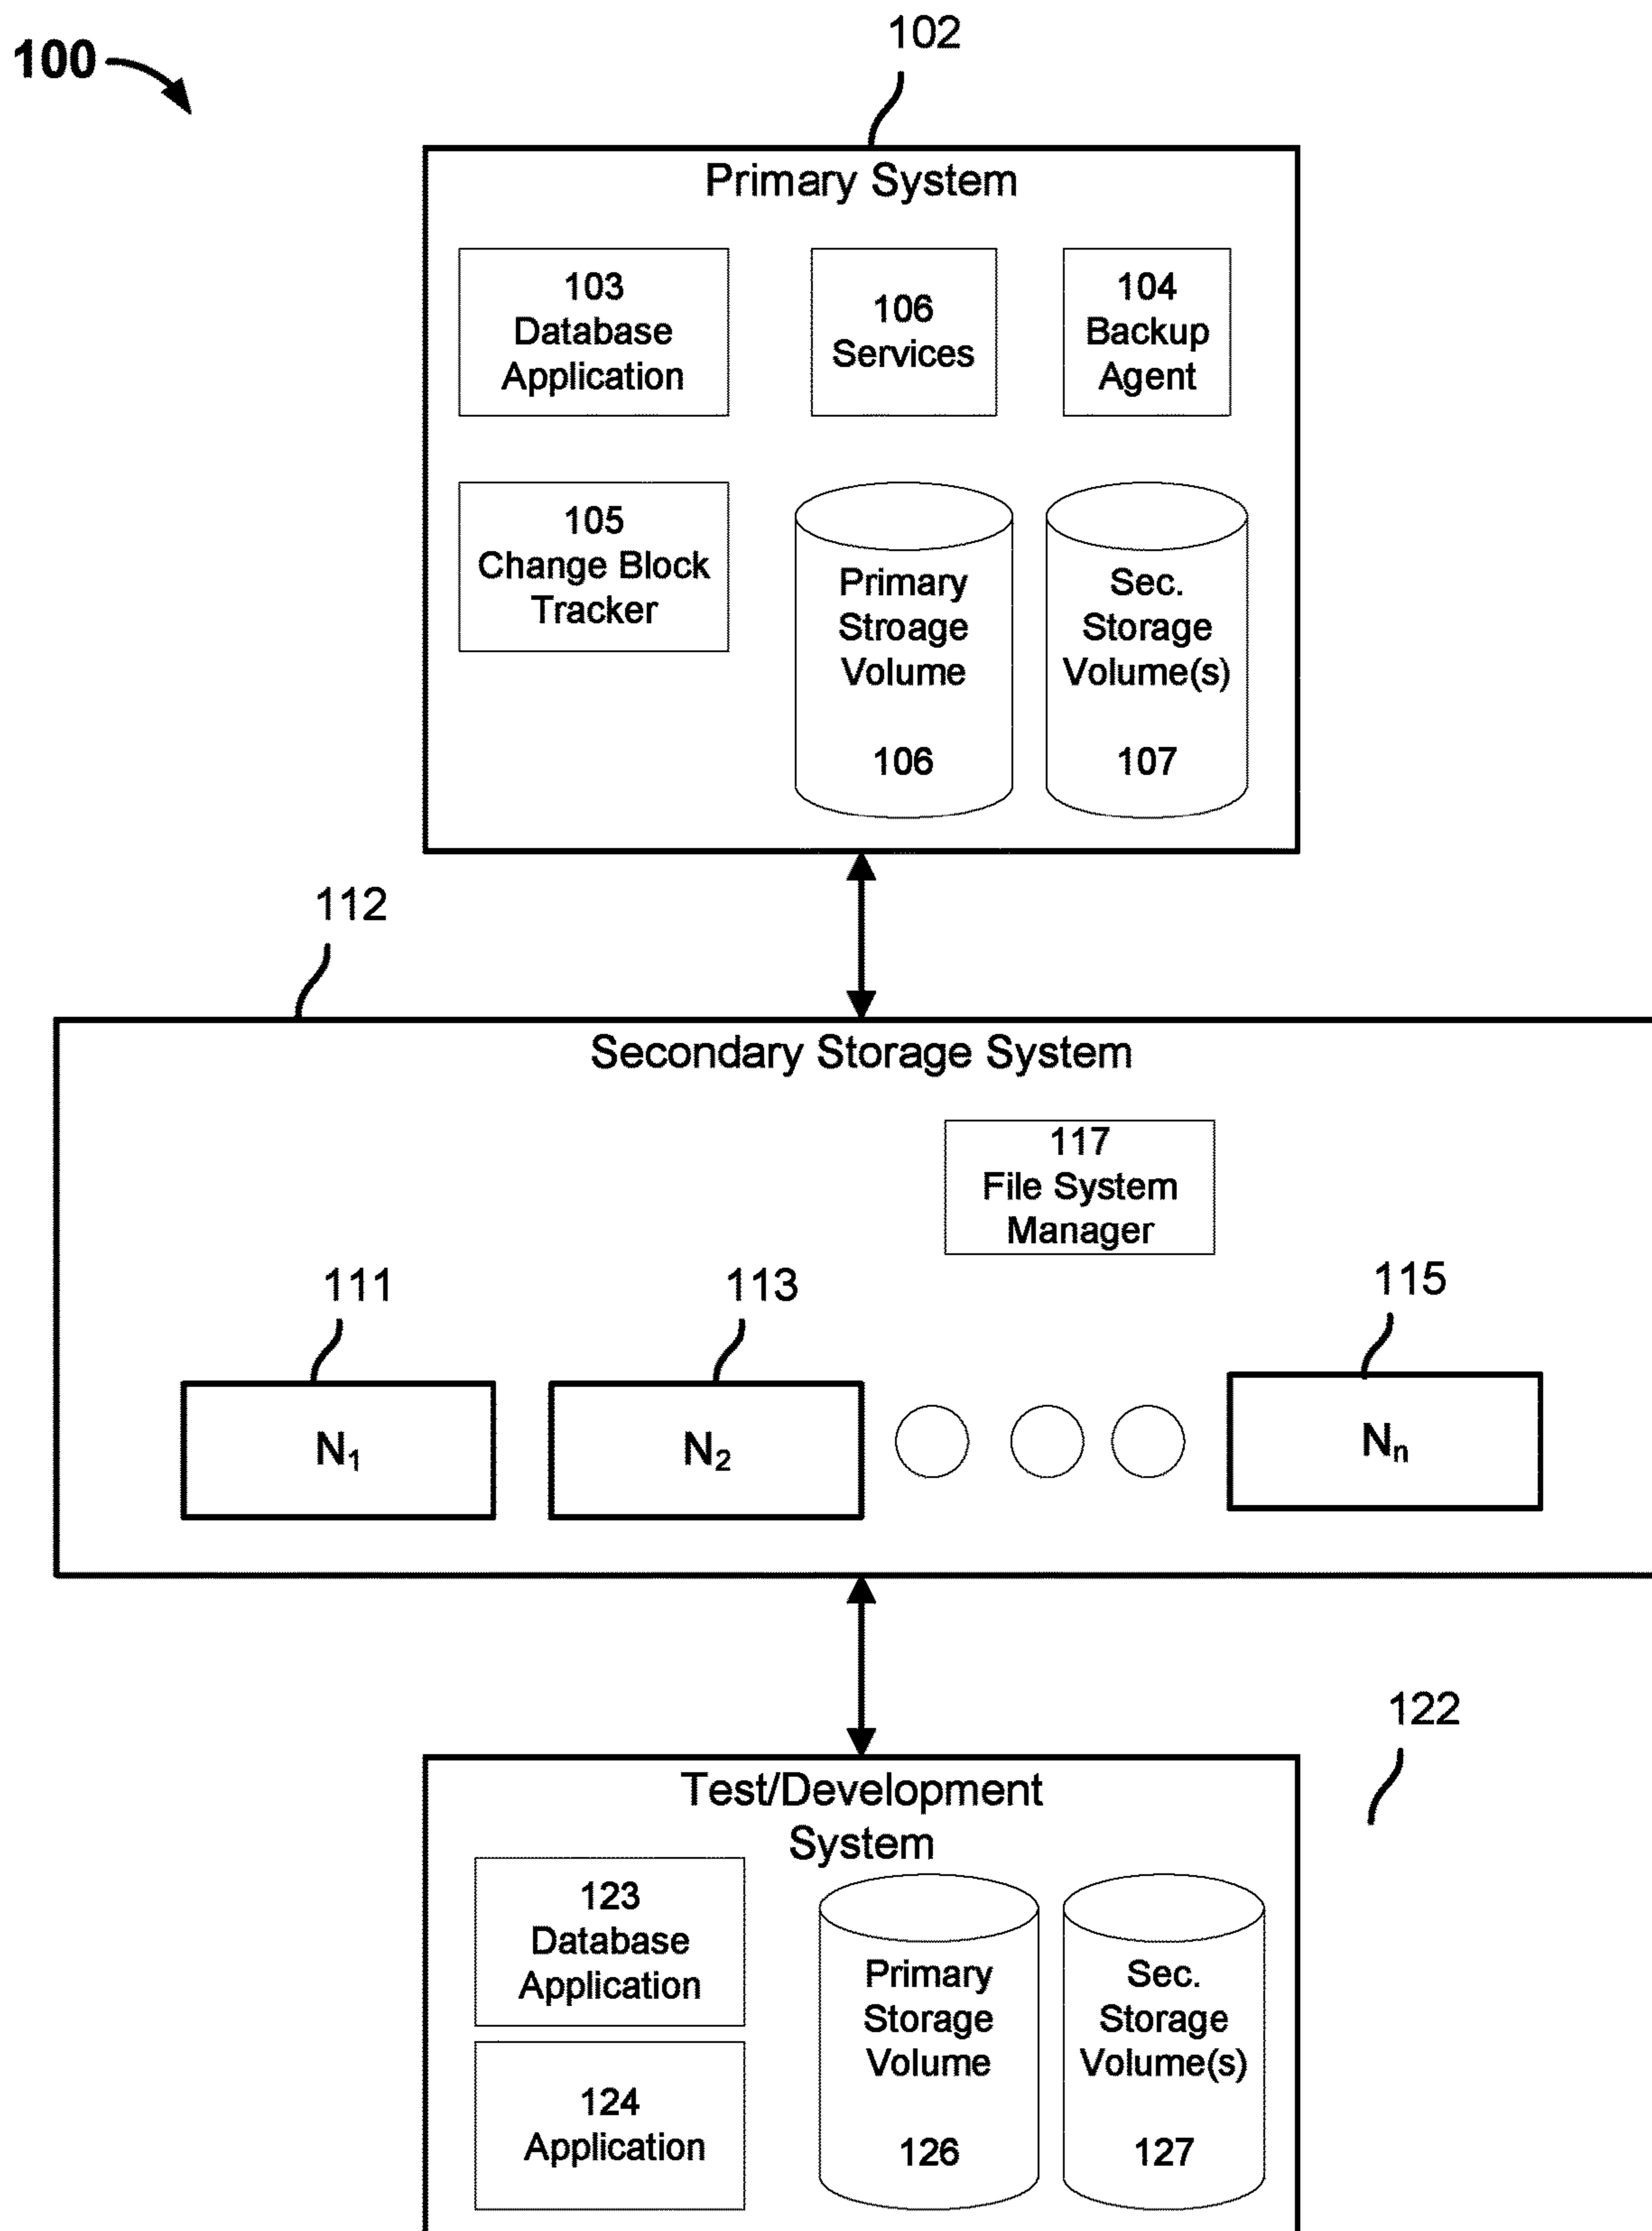 100
102
Primary System
103
Database
Application
106
Services
104
Backup
Agent
105
Change Block
Tracker
Primary
Stroage
Volume
106
Sec.
Storage
Volume(s)
107
112
Secondary Storage System
117
File System
Manager
111
113
115
N₁
N₂
Nₙ
122
Test/Development
System
123
Database
Application
124
Application
Primary
Storage
Volume
126
Sec.
Storage
Volume(s)
127